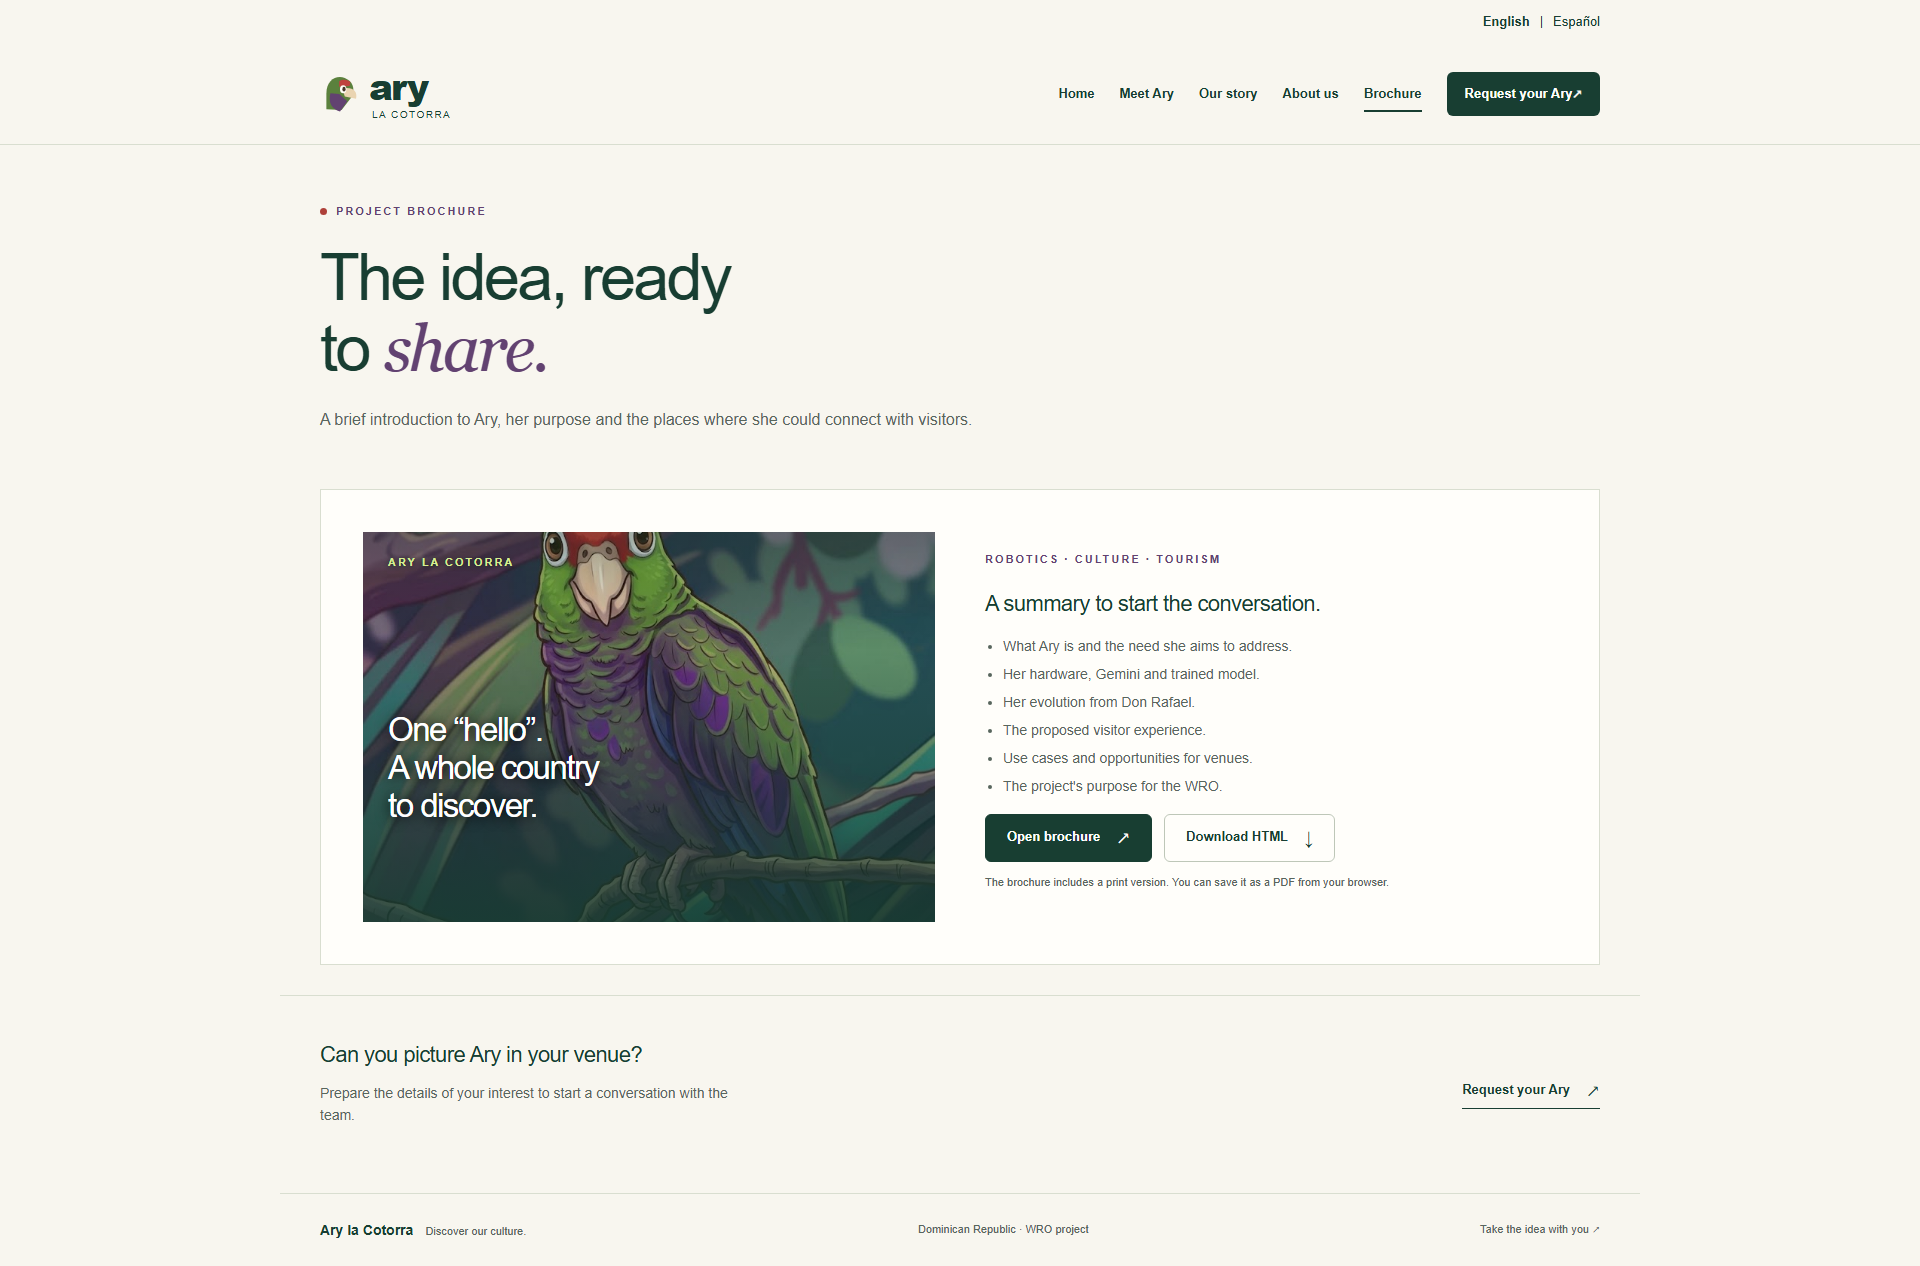 English | Español
ary
LA COTORRA
Home Meet Ary Our story About us Brochure Request your Ary↗
PROJECT BROCHURE
The idea, ready
to share.
A brief introduction to Ary, her purpose and the places where she could connect with visitors.
ARY LA COTORRA
One “hello”.
A whole country
to discover.
ROBOTICS · CULTURE · TOURISM
A summary to start the conversation.
• What Ary is and the need she aims to address.
• Her hardware, Gemini and trained model.
• Her evolution from Don Rafael.
• The proposed visitor experience.
• Use cases and opportunities for venues.
• The project's purpose for the WRO.
Open brochure ↗ Download HTML ↓
The brochure includes a print version. You can save it as a PDF from your browser.
Can you picture Ary in your venue?
Prepare the details of your interest to start a conversation with the
team.
Request your Ary ↗
Ary la Cotorra Discover our culture. Dominican Republic · WRO project Take the idea with you ↗